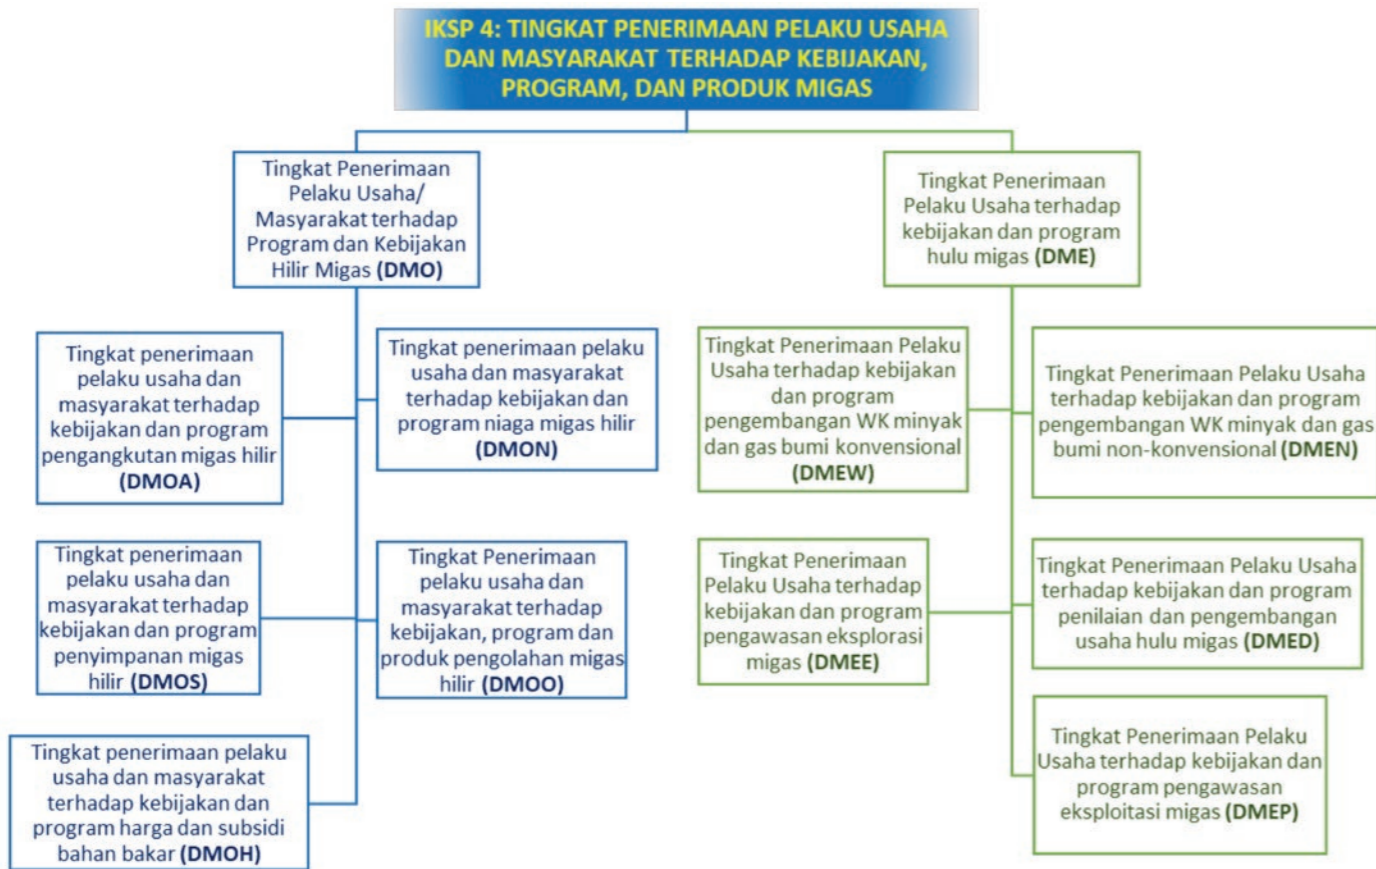 IKSP 4: TINGKAT PENERIMAAN PELAKU USAHA
DAN MASYARAKAT TERHADAP KEBIJAKAN,
PROGRAM, DAN PRODUK MIGAS
Tingkat Penerimaan
Pelaku Usaha/
Masyarakat terhadap
Program dan Kebijakan
Hilir Migas (DMO)
Tingkat Penerimaan
Pelaku Usaha terhadap
kebijakan dan program
hulu migas (DME)
Tingkat penerimaan
pelaku usaha dan
masyarakat terhadap
kebijakan dan program
pengangkutan migas hilir
(DMOA)
Tingkat penerimaan pelaku
usaha dan masyarakat
terhadap kebijakan dan
program niaga migas hilir
(DMON)
Tingkat Penerimaan Pelaku
Usaha terhadap kebijakan
dan program
pengembangan WK minyak
dan gas bumi konvensional
(DMEW)
Tingkat Penerimaan Pelaku Usaha
terhadap kebijakan dan program
pengembangan WK minyak dan gas
bumi non-konvensional (DMEN)
Tingkat penerimaan
pelaku usaha dan
masyarakat terhadap
kebijakan dan program
penyimpanan migas
hilir (DMOS)
Tingkat Penerimaan
pelaku usaha dan
masyarakat terhadap
kebijakan, program dan
produk pengolahan migas
hilir (DMOO)
Tingkat Penerimaan
Pelaku Usaha terhadap
kebijakan dan program
pengawasan eksplorasi
migas (DMEE)
Tingkat Penerimaan Pelaku Usaha
terhadap kebijakan dan program
penilaian dan pengembangan
usaha hulu migas (DMED)
Tingkat penerimaan pelaku
usaha dan masyarakat
terhadap kebijakan dan
program harga dan subsidi
bahan bakar (DMOH)
Tingkat Penerimaan Pelaku
Usaha terhadap kebijakan dan
program pengawasan
eksploitasi migas (DMEP)